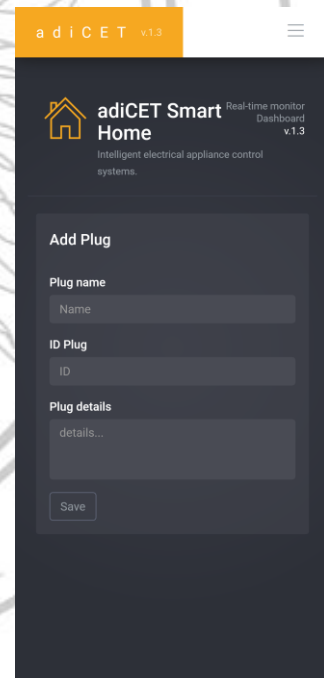 adiCET v.1.3
adiCET Smart Home
Real-time monitor Dashboard
v.1.3
Intelligent electrical appliance control
systems.
Add Plug
Plug name
Name
ID Plug
ID
Plug details
details...
Save